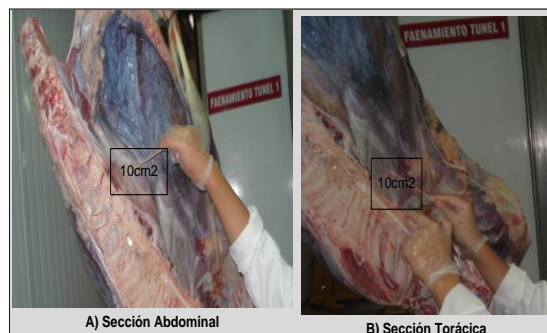 FAENAMIENTO TUNEL 1
10cm2
A) Sección Abdominal
FAENAMIENTO TUNEL 1
10cm2
B) Sección Torácica